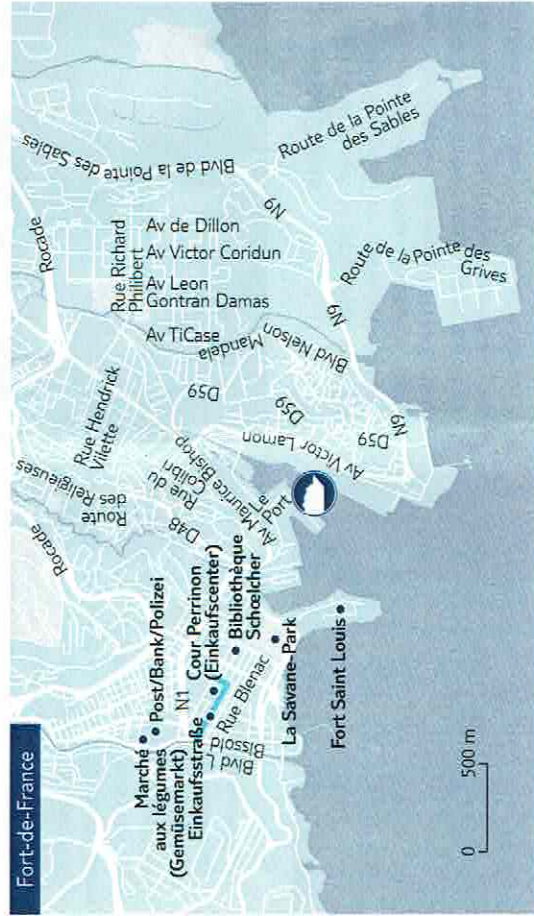 Fort-de-France
Marché
aux légumes
(Gemüsemarkt)
Post/Bank/Polizei
Einkaufsstraße
N1
Cour Perrinon
(Einkaufscenter)
Bibliothèque
Schœlcher
Rue Blenac
Blvd L
Bissold
La Savane-Park
Fort Saint Louis
Rocade
Route
des Religieuses
Rue Hendrick
Vilette
Rue du
Colibri
D48
Av Maurice Bishop
Le
Port
Av Victor Lamon
D59
D59
D59
N9
Blvd Nelson
Mandela
Av TiCase
Av Leon
Gontran Damas
Av Victor Coridun
Av de Dillon
Rue Richard
Philibert
Rocade
Blvd de la Pointe des Sables
N9
N9
Route de la Pointe
des Sables
Route de la Pointe des
Grives
0 500 m